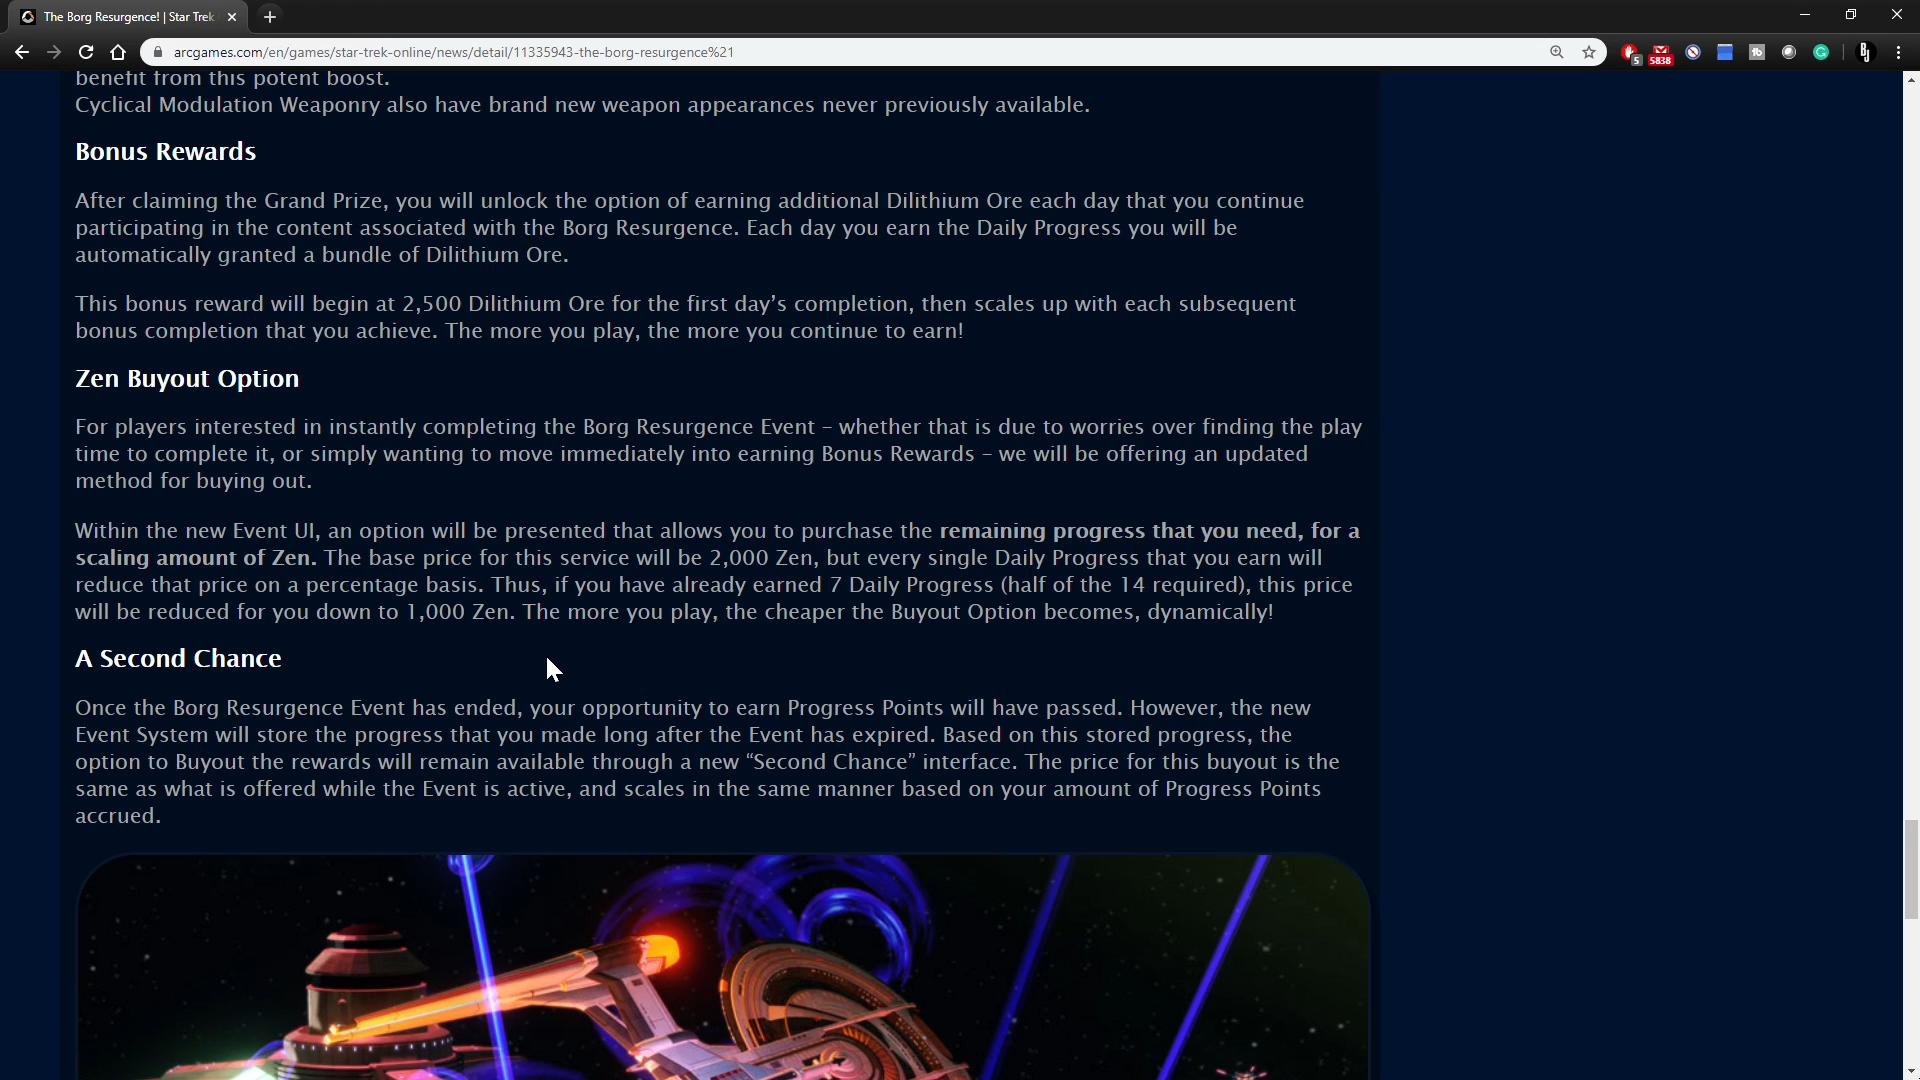 The Borg Resurgence! | Star Trek
arcgames.com/en/games/star-trek-online/news/detail/11335943-the-borg-resurgence%21
5
5838
benefit from this potent boost.
Cyclical Modulation Weaponry also have brand new weapon appearances never previously available.
Bonus Rewards
After claiming the Grand Prize, you will unlock the option of earning additional Dilithium Ore each day that you continue
participating in the content associated with the Borg Resurgence. Each day you earn the Daily Progress you will be
automatically granted a bundle of Dilithium Ore.
This bonus reward will begin at 2,500 Dilithium Ore for the first day’s completion, then scales up with each subsequent
bonus completion that you achieve. The more you play, the more you continue to earn!
Zen Buyout Option
For players interested in instantly completing the Borg Resurgence Event – whether that is due to worries over finding the play
time to complete it, or simply wanting to move immediately into earning Bonus Rewards – we will be offering an updated
method for buying out.
Within the new Event UI, an option will be presented that allows you to purchase the remaining progress that you need, for a
scaling amount of Zen. The base price for this service will be 2,000 Zen, but every single Daily Progress that you earn will
reduce that price on a percentage basis. Thus, if you have already earned 7 Daily Progress (half of the 14 required), this price
will be reduced for you down to 1,000 Zen. The more you play, the cheaper the Buyout Option becomes, dynamically!
A Second Chance
Once the Borg Resurgence Event has ended, your opportunity to earn Progress Points will have passed. However, the new
Event System will store the progress that you made long after the Event has expired. Based on this stored progress, the
option to Buyout the rewards will remain available through a new “Second Chance” interface. The price for this buyout is the
same as what is offered while the Event is active, and scales in the same manner based on your amount of Progress Points
accrued.